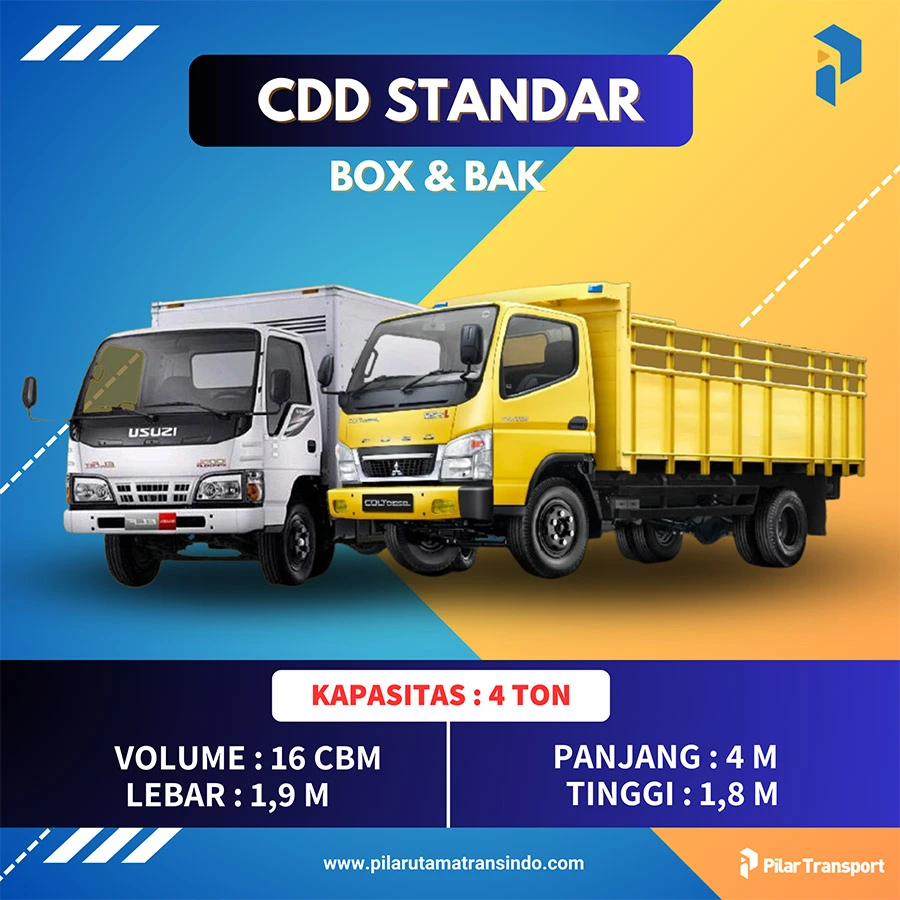 CDD STANDAR
BOX & BAK
USUZI
FUSO
COLT DIESEL
KAPASITAS : 4 TON
VOLUME : 16 CBM
LEBAR : 1,9 M
PANJANG : 4 M
TINGGI : 1,8 M
www.pilarutamatransindo.com
Pilar Transport